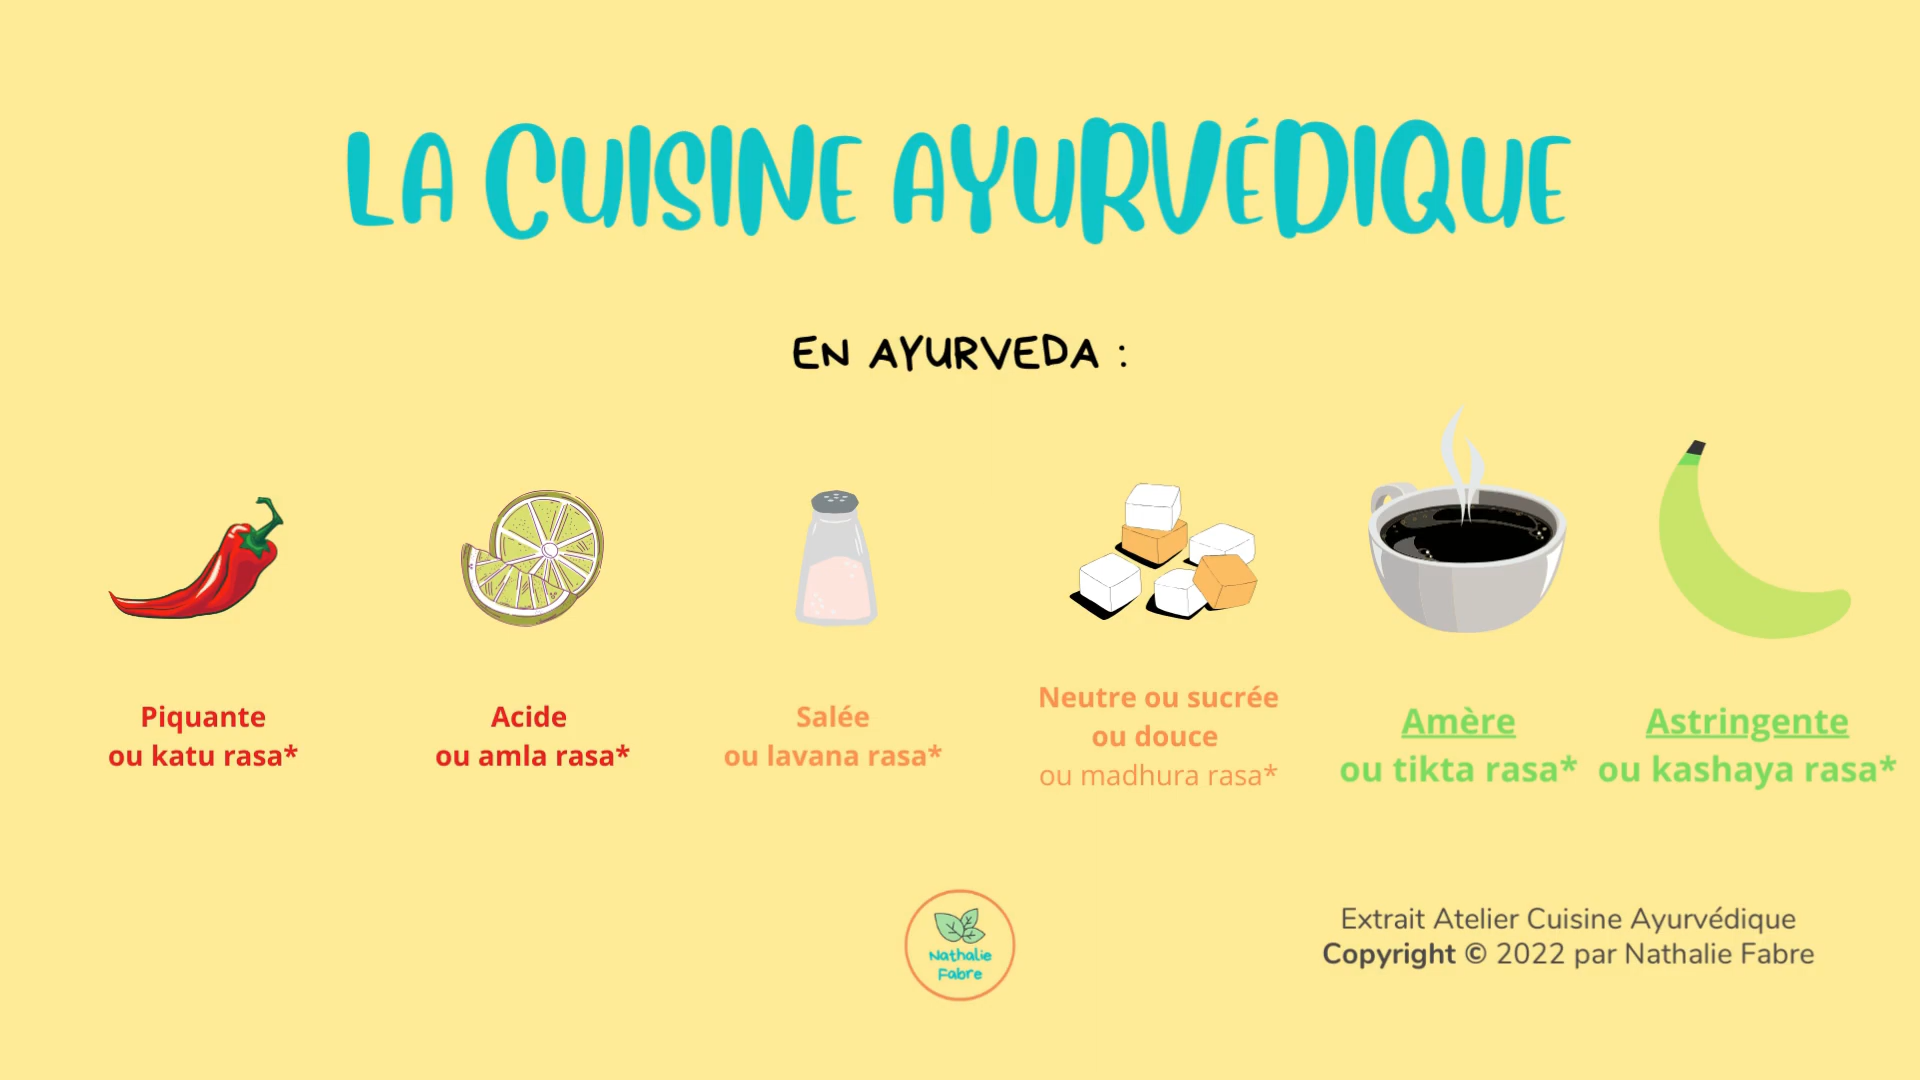 LA CUISINE AYURVÉDIQUE
EN AYURVEDA :
Piquante
ou katu rasa*
Acide
ou amla rasa*
Salée
ou lavana rasa*
Neutre ou sucrée
ou douce
ou madhura rasa*
Amère
ou tikta rasa*
Astringente
ou kashaya rasa*
Nathalie
Fabre
Extrait Atelier Cuisine Ayurvédique
Copyright © 2022 par Nathalie Fabre